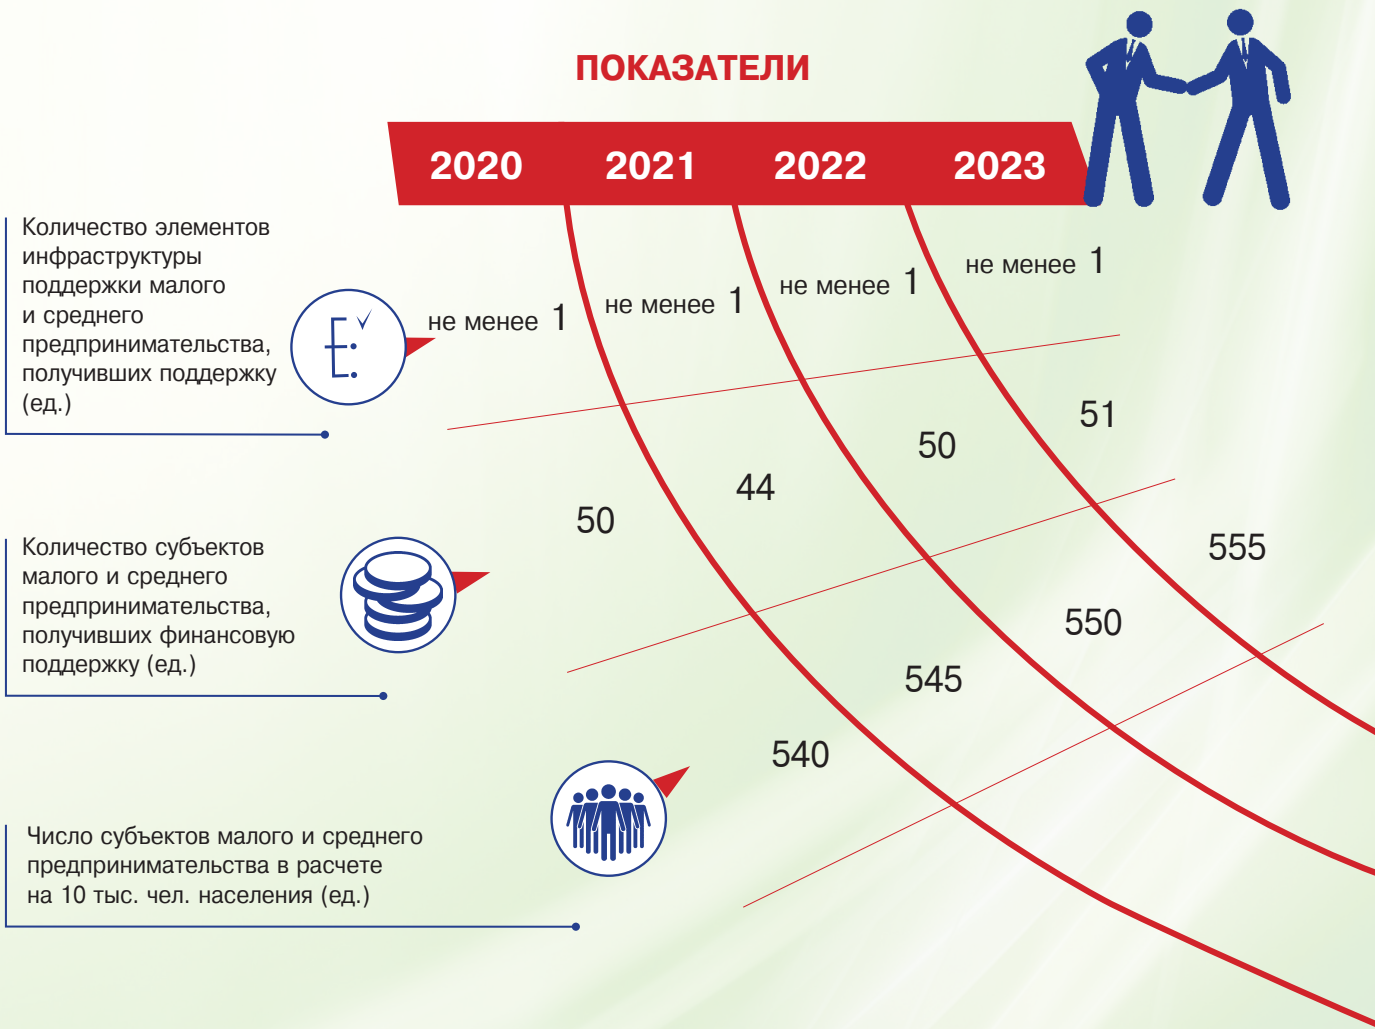 ПОКАЗАТЕЛИ
2020 2021 2022 2023
Количество элементов
инфраструктуры
поддержки малого
и среднего
предпринимательства,
получивших поддержку
(ед.)
не менее 1 не менее 1 не менее 1 не менее 1
Количество субъектов
малого и среднего
предпринимательства,
получивших финансовую
поддержку (ед.)
50 44 50 51
Число субъектов малого и среднего
предпринимательства в расчете
на 10 тыс. чел. населения (ед.)
540 545 550 555